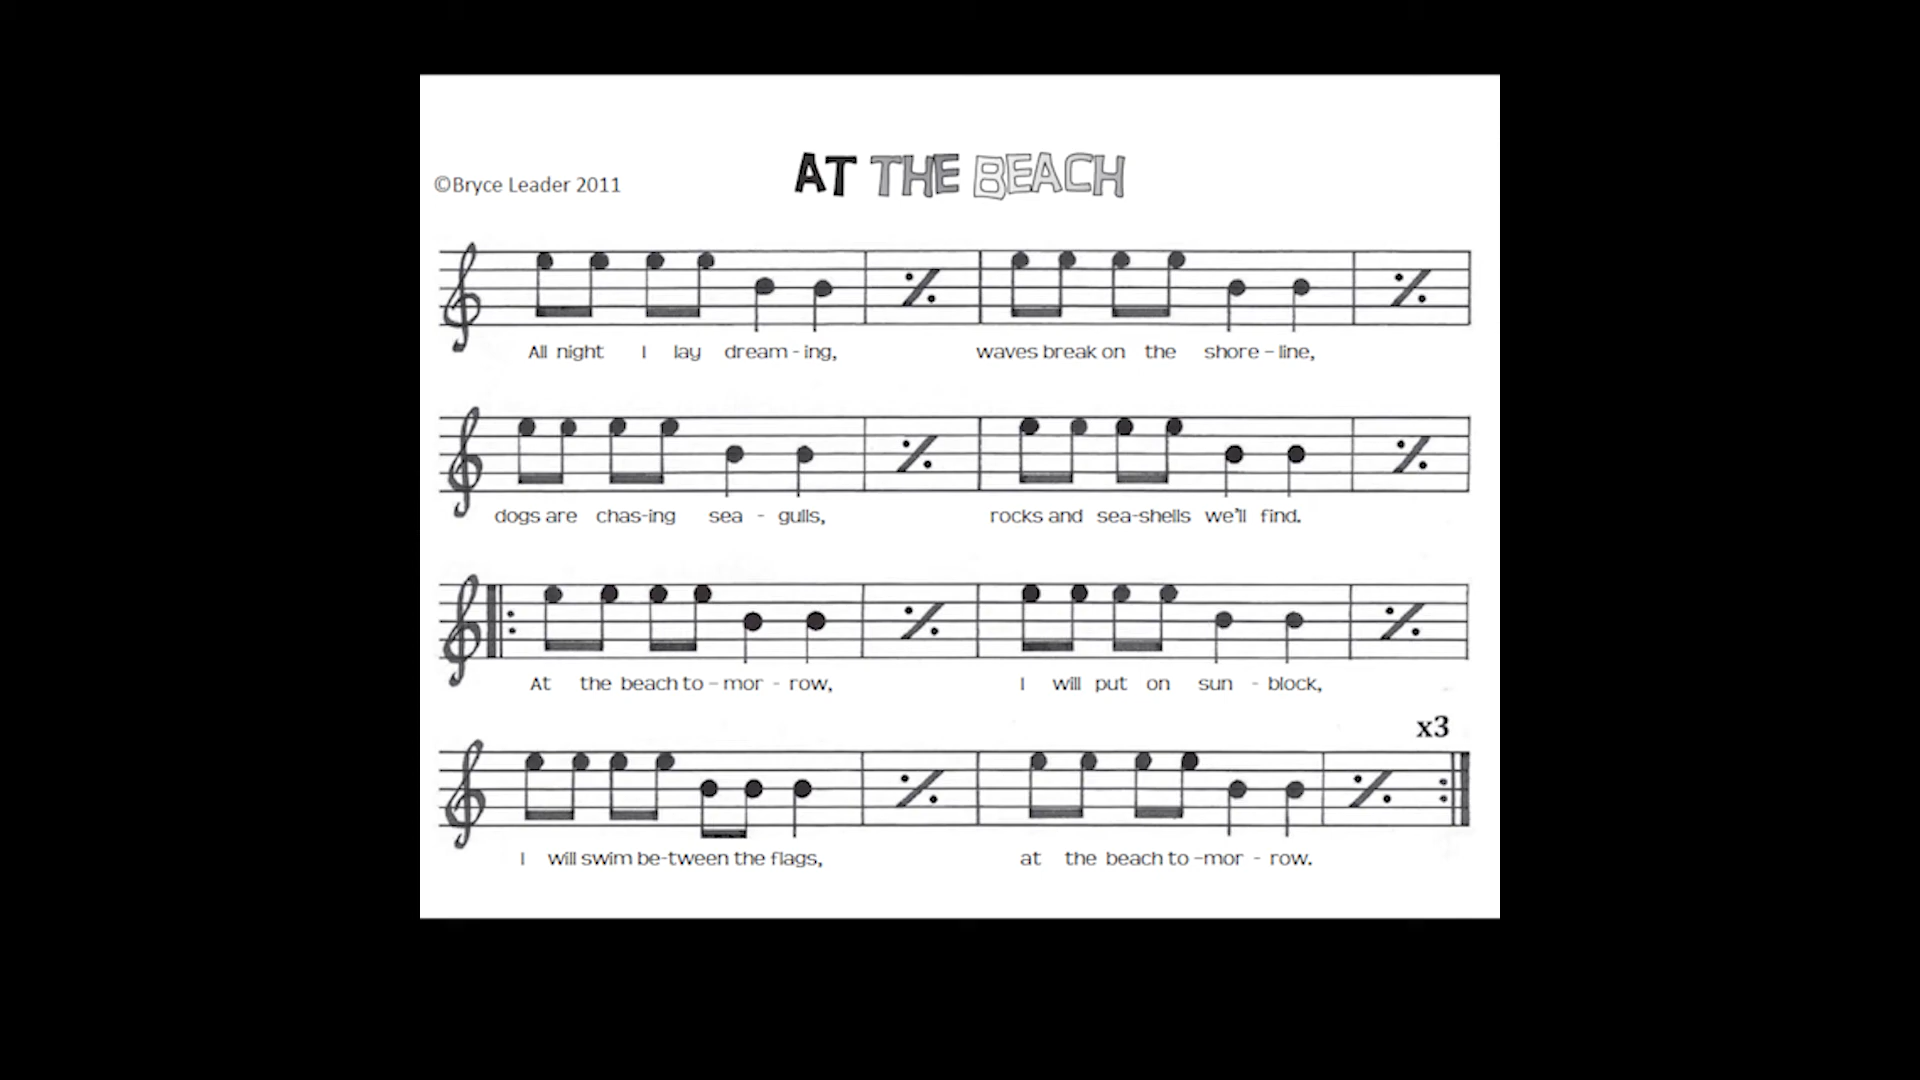 AT THE BEACH
©Bryce Leader 2011
All night I lay dream - ing, waves break on the shore - line,
dogs are chas-ing sea - gulls, rocks and sea-shells we'll find.
At the beach to - mor - row, I will put on sun - block,
x3
I will swim be-tween the flags, at the beach to -mor - row.